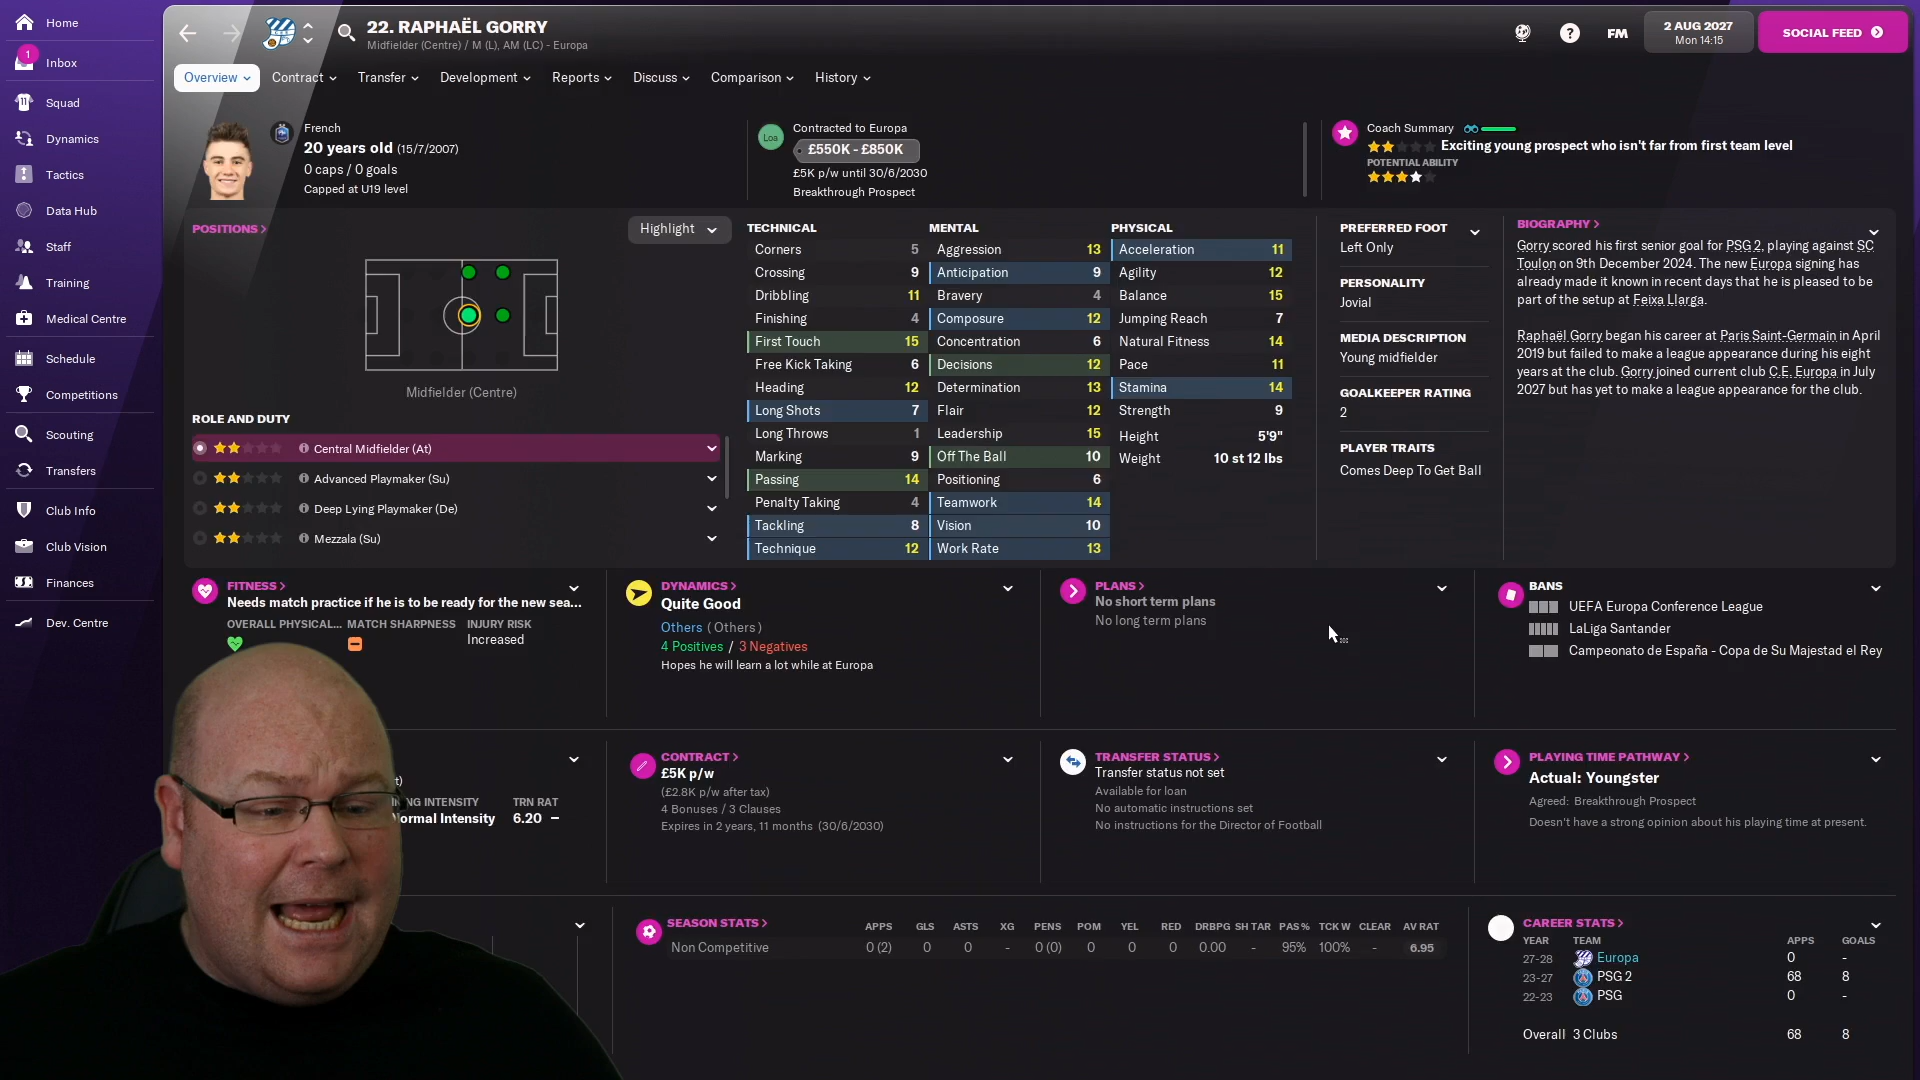 Home
1
Inbox
Squad
Dynamics
Tactics
Data Hub
Staff
Training
Medical Centre
Schedule
Competitions
Scouting
Transfers
Club Info
Club Vision
Finances
Dev. Centre
22. RAPHAËL GORRY
Midfielder (Centre) / M (L), AM (LC) - Europa
? FM
2 AUG 2027
Mon 14:15
SOCIAL FEED
Overview Contract Transfer Development Reports Discuss Comparison History
French
20 years old (15/7/2007)
0 caps / 0 goals
Capped at U19 level
Loa
Contracted to Europa
£550K - £850K
£5K p/w until 30/6/2030
Breakthrough Prospect
Coach Summary
Exciting young prospect who isn't far from first team level
POTENTIAL ABILITY
POSITIONS >
Highlight
Midfielder (Centre)
ROLE AND DUTY
Central Midfielder (At)
Advanced Playmaker (Su)
Deep Lying Playmaker (De)
Mezzala (Su)
TECHNICAL
Corners 5
Crossing 9
Dribbling 11
Finishing 4
First Touch 15
Free Kick Taking 6
Heading 12
Long Shots 7
Long Throws 1
Marking 9
Passing 14
Penalty Taking 4
Tackling 8
Technique 12
MENTAL
Aggression 13
Anticipation 9
Bravery 4
Composure 12
Concentration 6
Decisions 12
Determination 13
Flair 12
Leadership 15
Off The Ball 10
Positioning 6
Teamwork 14
Vision 10
Work Rate 13
PHYSICAL
Acceleration 11
Agility 12
Balance 15
Jumping Reach 7
Natural Fitness 14
Pace 11
Stamina 14
Strength 9
Height 5'9"
Weight 10 st 12 lbs
PREFERRED FOOT
Left Only
PERSONALITY
Jovial
MEDIA DESCRIPTION
Young midfielder
GOALKEEPER RATING
2
PLAYER TRAITS
Comes Deep To Get Ball
BIOGRAPHY >
Gorry scored his first senior goal for PSG 2, playing against SC
Toulon on 9th December 2024. The new Europa signing has
already made it known in recent days that he is pleased to be
part of the setup at Feixa Llarga.
Raphaël Gorry began his career at Paris Saint-Germain in April
2019 but failed to make a league appearance during his eight
years at the club. Gorry joined current club C.E. Europa in July
2027 but has yet to make a league appearance for the club.
FITNESS >
Needs match practice if he is to be ready for the new sea...
OVERALL PHYSICAL... MATCH SHARPNESS INJURY RISK
Increased
DYNAMICS >
Quite Good
Others ( Others )
4 Positives / 3 Negatives
Hopes he will learn a lot while at Europa
PLANS >
No short term plans
No long term plans
BANS
UEFA Europa Conference League
LaLiga Santander
Campeonato de España - Copa de Su Majestad el Rey
t)
NG INTENSITY TRN RAT
Normal Intensity 6.20 –
CONTRACT >
£5K p/w
(£2.8K p/w after tax)
4 Bonuses / 3 Clauses
Expires in 2 years, 11 months (30/6/2030)
TRANSFER STATUS >
Transfer status not set
Available for loan
No automatic instructions set
No instructions for the Director of Football
PLAYING TIME PATHWAY >
Actual: Youngster
Agreed: Breakthrough Prospect
Doesn't have a strong opinion about his playing time at present.
SEASON STATS > APPS GLS ASTS XG PENS POM YEL RED DRBPG SH TAR PAS % TCK W CLEAR AV RAT
Non Competitive 0 (2) 0 0 - 0 (0) 0 0 0 0.00 - 95% 100% - 6.95
CAREER STATS >
YEAR TEAM APPS GOALS
27-28 Europa 0 -
23-27 PSG 2 68 8
22-23 PSG 0 -
Overall 3 Clubs 68 8